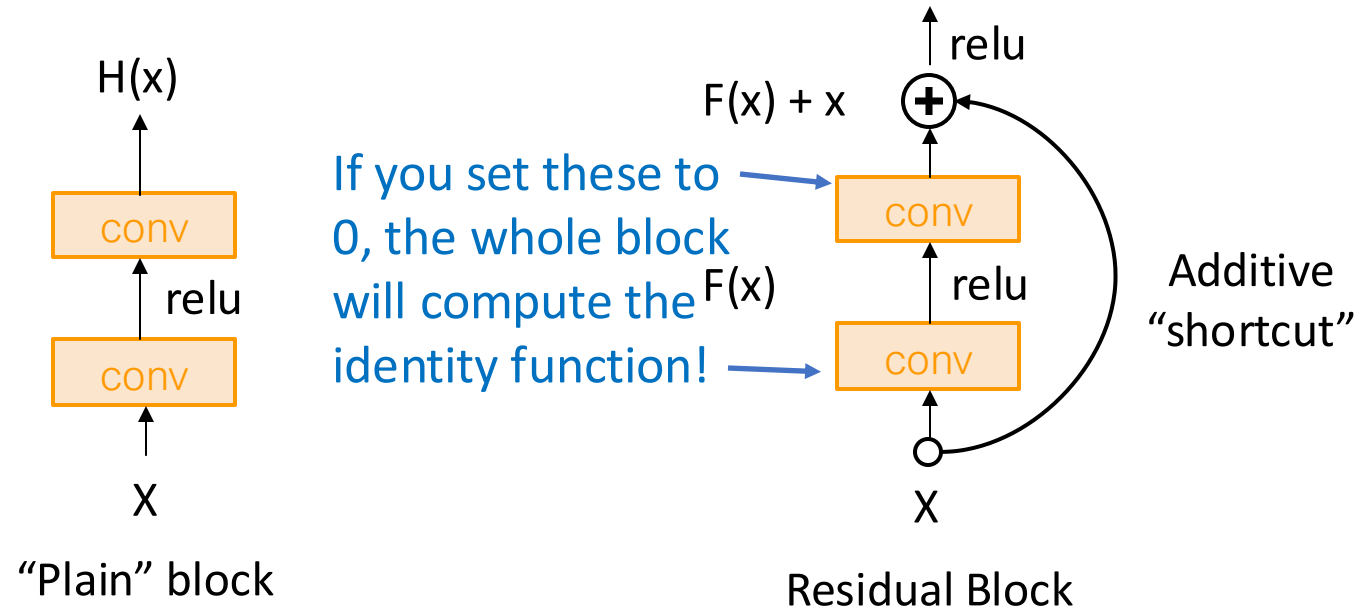 H(x)
conv
relu
conv
X
“Plain” block
If you set these to
0, the whole block
will compute the
identity function!
relu
F(x) + x
conv
F(x)
relu
conv
X
Residual Block
Additive
“shortcut”